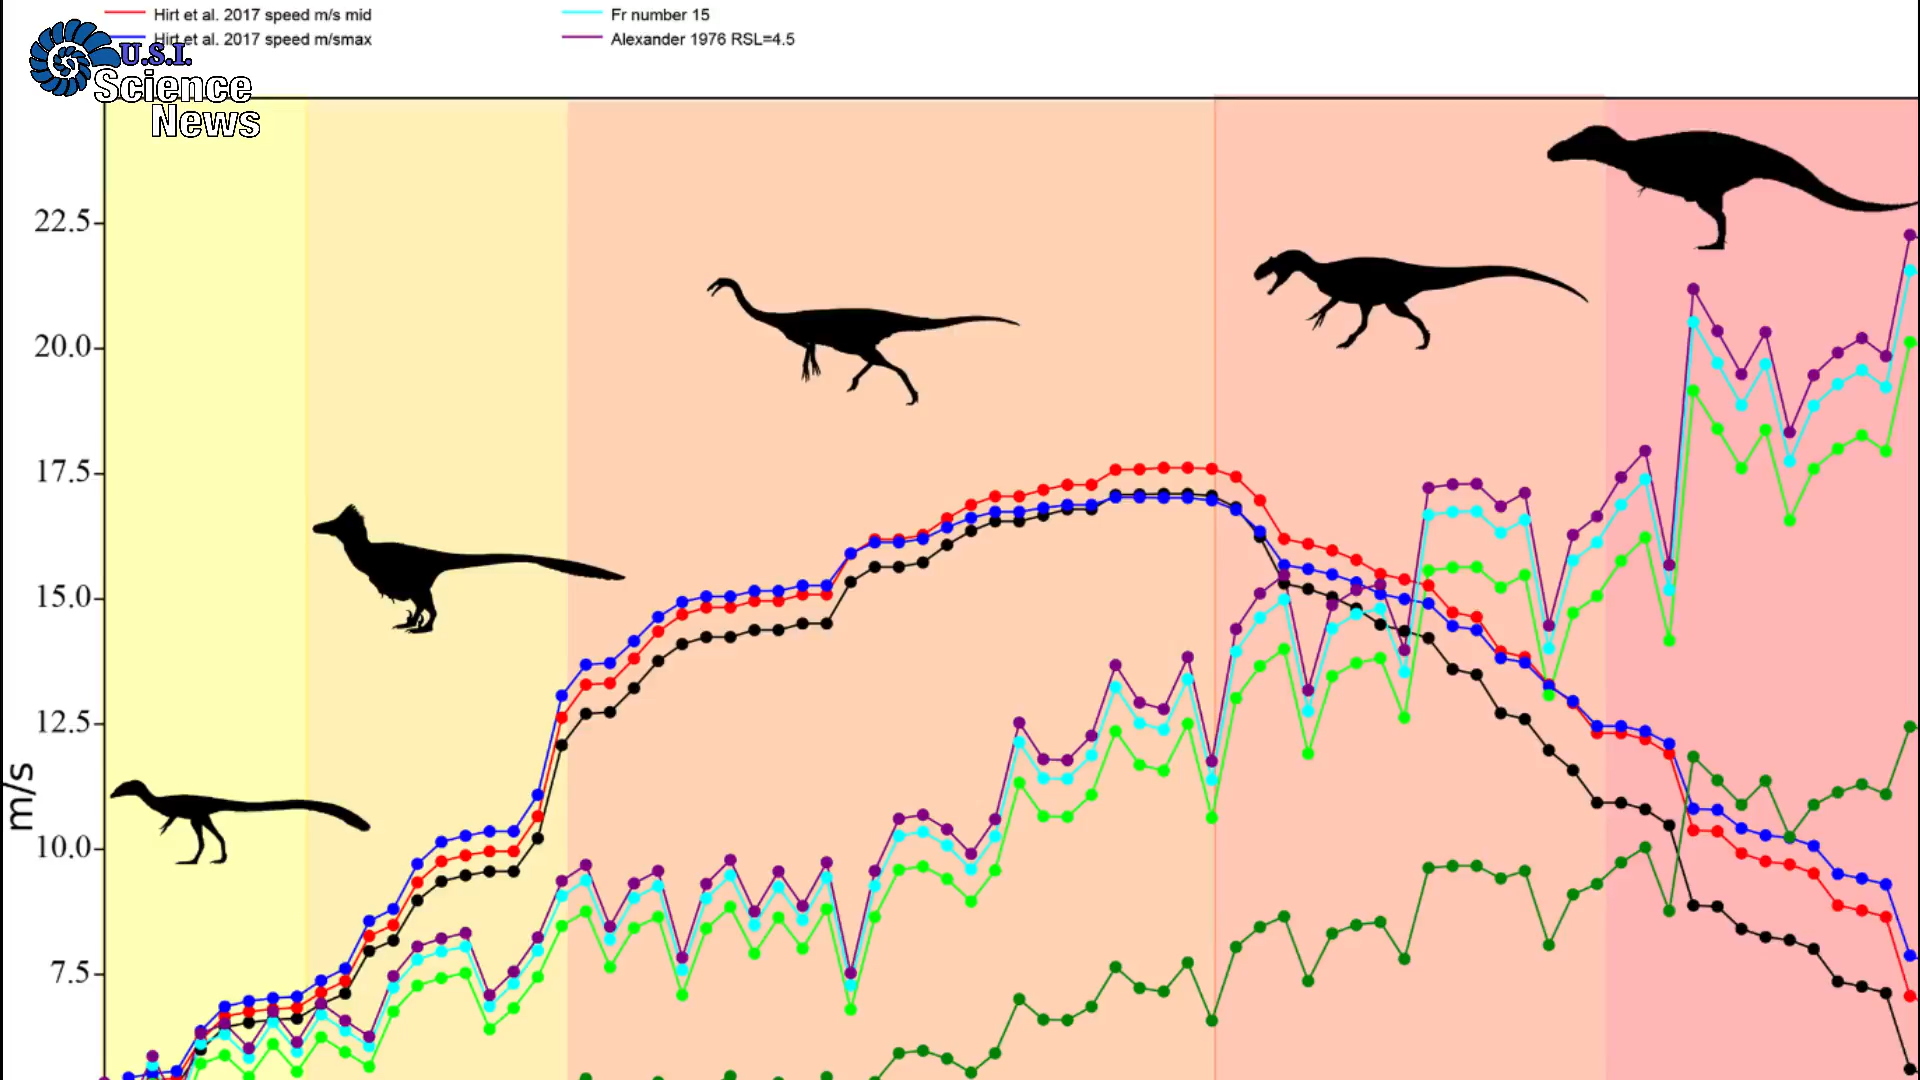 Hirt et al. 2017 speed m/s mid
Fr number 15
Hirt et al. 2017 speed m/smax
Alexander 1976 RSL=4.5
U.S.I.
Science
News
22.5
20.0
17.5
15.0
12.5
10.0
7.5
m/s